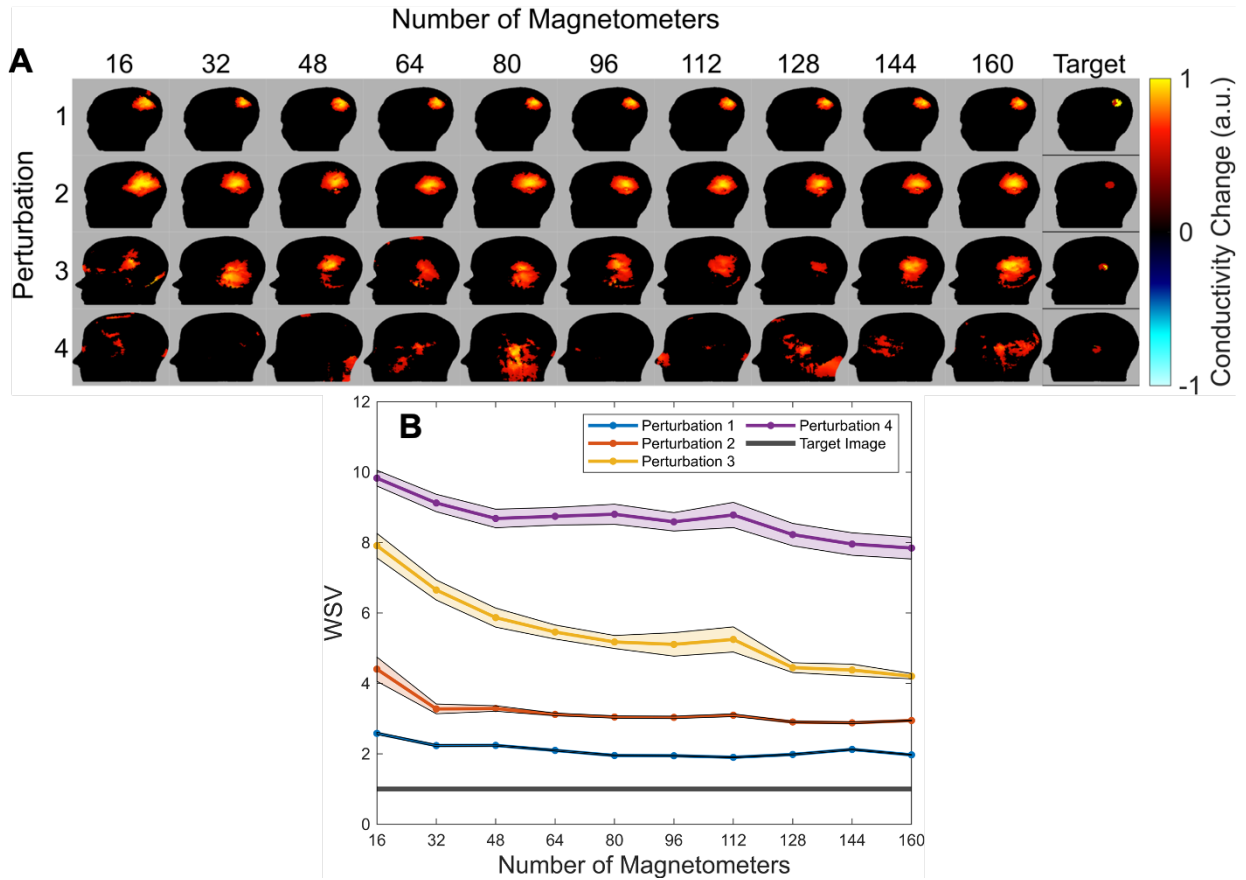 Number of Magnetometers
A
16 32 48 64 80 96 112 128 144 160 Target
Perturbation
1
2
3
4
1
0
-1
Conductivity Change (a.u.)
B
Perturbation 1
Perturbation 2
Perturbation 3
Perturbation 4
Target Image
WSV
12
10
8
6
4
2
0
16 32 48 64 80 96 112 128 144 160
Number of Magnetometers